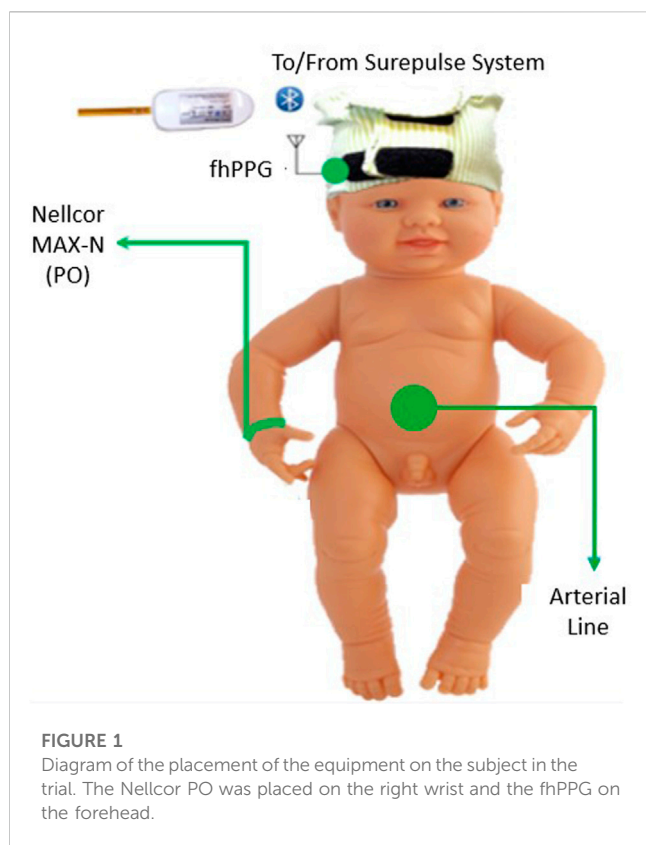 To/From Surepulse System
fhPPG
Nellcor
MAX-N
(PO)
Arterial
Line
FIGURE 1
Diagram of the placement of the equipment on the subject in the
trial. The Nellcor PO was placed on the right wrist and the fhPPG on
the forehead.